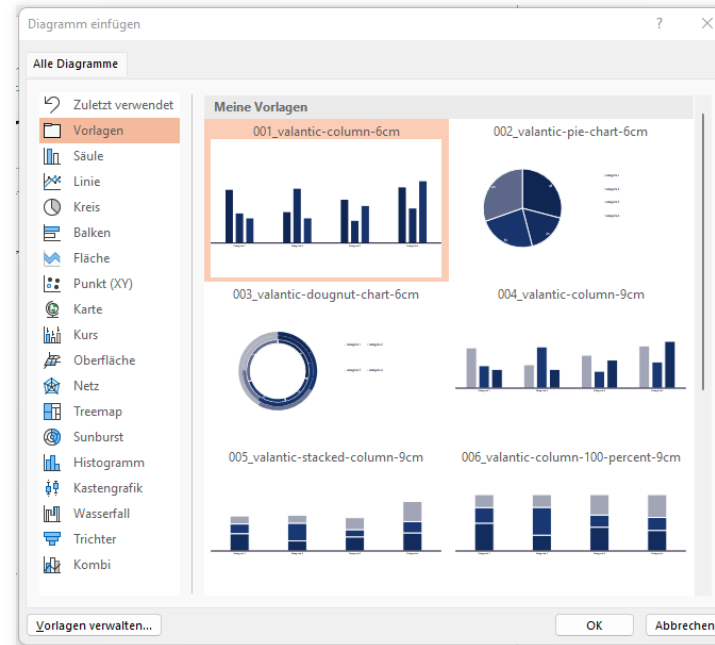 Diagramm einfügen
?
Alle Diagramme
Zuletzt verwendet
Vorlagen
Säule
Linie
Kreis
Balken
Fläche
Punkt (XY)
Karte
Kurs
Oberfläche
Netz
Treemap
Sunburst
Histogramm
Kastengrafik
Wasserfall
Trichter
Kombi
Meine Vorlagen
001_valantic-column-6cm
002_valantic-pie-chart-6cm
003_valantic-dougnut-chart-6cm
004_valantic-column-9cm
005_valantic-stacked-column-9cm
006_valantic-column-100-percent-9cm
Vorlagen verwalten...
OK
Abbrechen